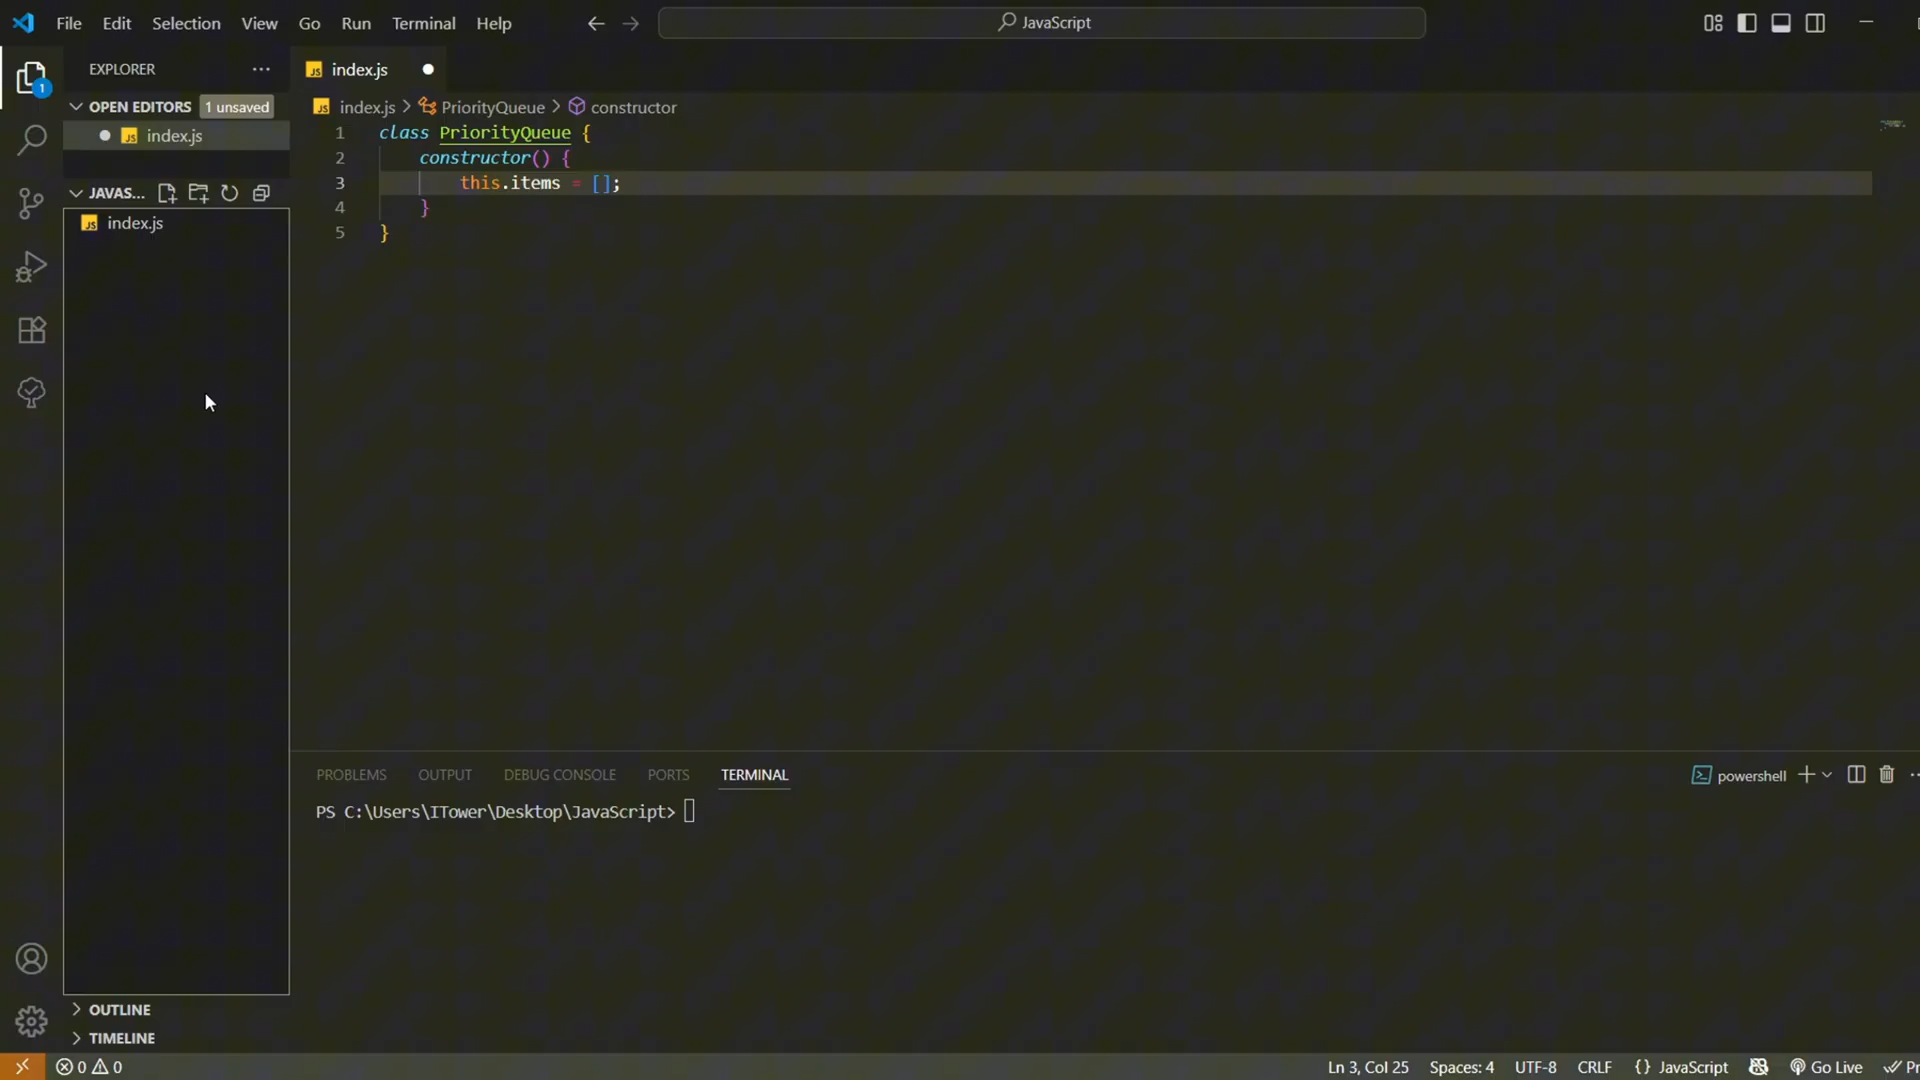 File Edit Selection View Go Run Terminal Help
JavaScript
EXPLORER
OPEN EDITORS 1 unsaved
index.js
JAVAS...
index.js
OUTLINE
TIMELINE
index.js
index.js > PriorityQueue > constructor
1 class PriorityQueue {
2 constructor() {
3 this.items = [];
4 }
5 }
PROBLEMS OUTPUT DEBUG CONSOLE PORTS TERMINAL
powershell
PS C:\Users\ITower\Desktop\JavaScript>
0 0 Ln 3, Col 25 Spaces: 4 UTF-8 CRLF {} JavaScript Go Live Pr